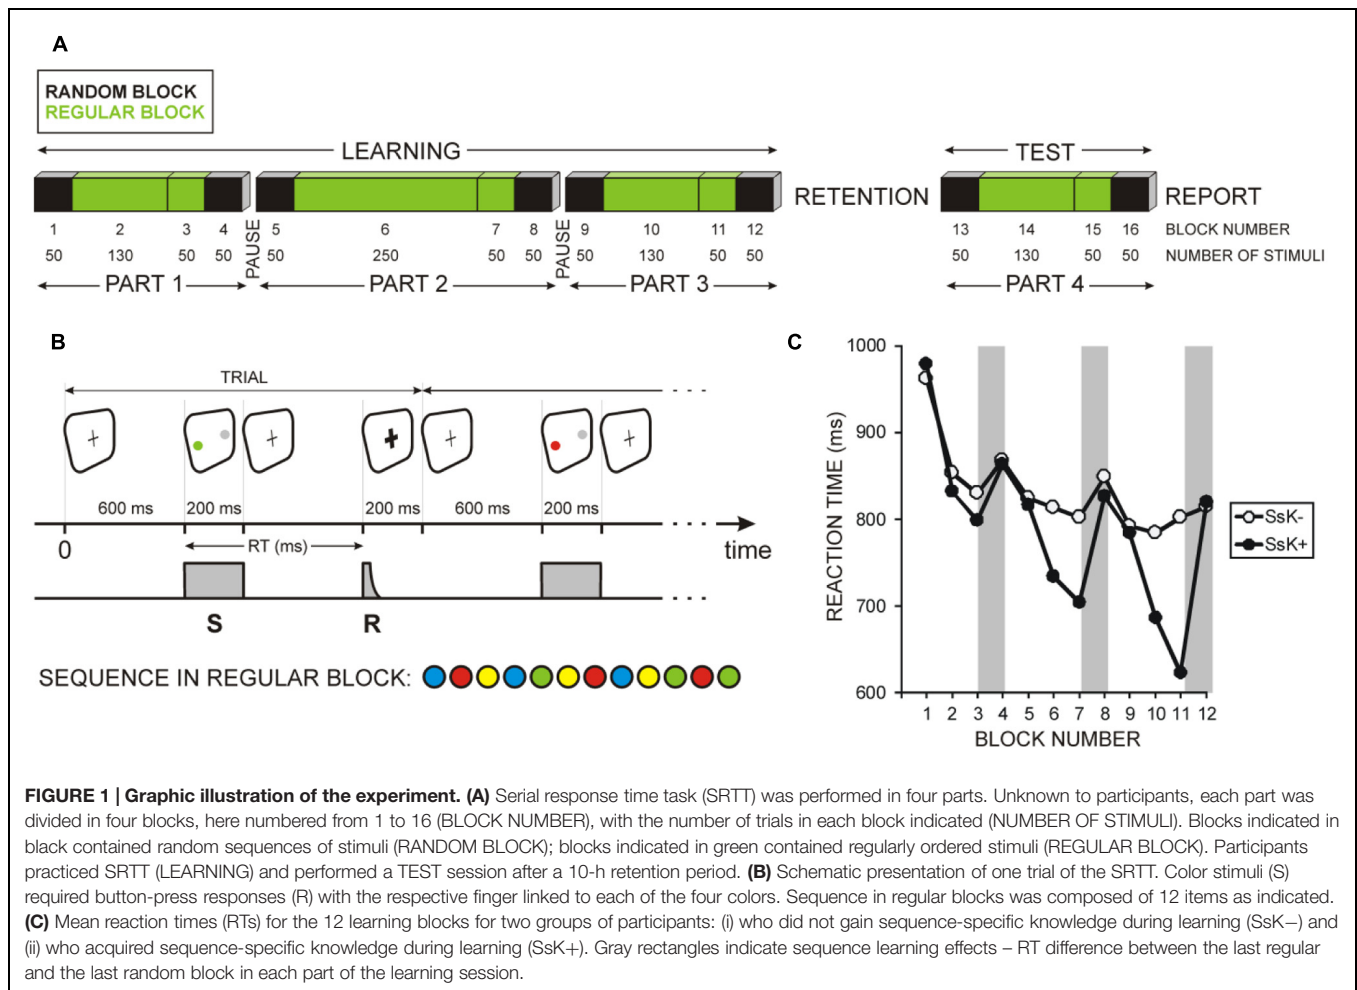 A
RANDOM BLOCK
REGULAR BLOCK
LEARNING
TEST
RETENTION
REPORT
1 2 3 4 PAUSE 5 6 7 8 PAUSE 9 10 11 12 13 14 15 16 BLOCK NUMBER
50 130 50 50 50 250 50 50 50 130 50 50 50 130 50 50 NUMBER OF STIMULI
PART 1 PART 2 PART 3 PART 4
B
TRIAL
600 ms 200 ms 200 ms 600 ms 200 ms
0 RT (ms) time
S R
SEQUENCE IN REGULAR BLOCK:
C
REACTION TIME (ms)
1000
900
800
700
600
1 2 3 4 5 6 7 8 9 10 11 12
BLOCK NUMBER
SsK-
SsK+
FIGURE 1 | Graphic illustration of the experiment. (A) Serial response time task (SRTT) was performed in four parts. Unknown to participants, each part was
divided in four blocks, here numbered from 1 to 16 (BLOCK NUMBER), with the number of trials in each block indicated (NUMBER OF STIMULI). Blocks indicated in
black contained random sequences of stimuli (RANDOM BLOCK); blocks indicated in green contained regularly ordered stimuli (REGULAR BLOCK). Participants
practiced SRTT (LEARNING) and performed a TEST session after a 10-h retention period. (B) Schematic presentation of one trial of the SRTT. Color stimuli (S)
required button-press responses (R) with the respective finger linked to each of the four colors. Sequence in regular blocks was composed of 12 items as indicated.
(C) Mean reaction times (RTs) for the 12 learning blocks for two groups of participants: (i) who did not gain sequence-specific knowledge during learning (SsK−) and
(ii) who acquired sequence-specific knowledge during learning (SsK+). Gray rectangles indicate sequence learning effects – RT difference between the last regular
and the last random block in each part of the learning session.